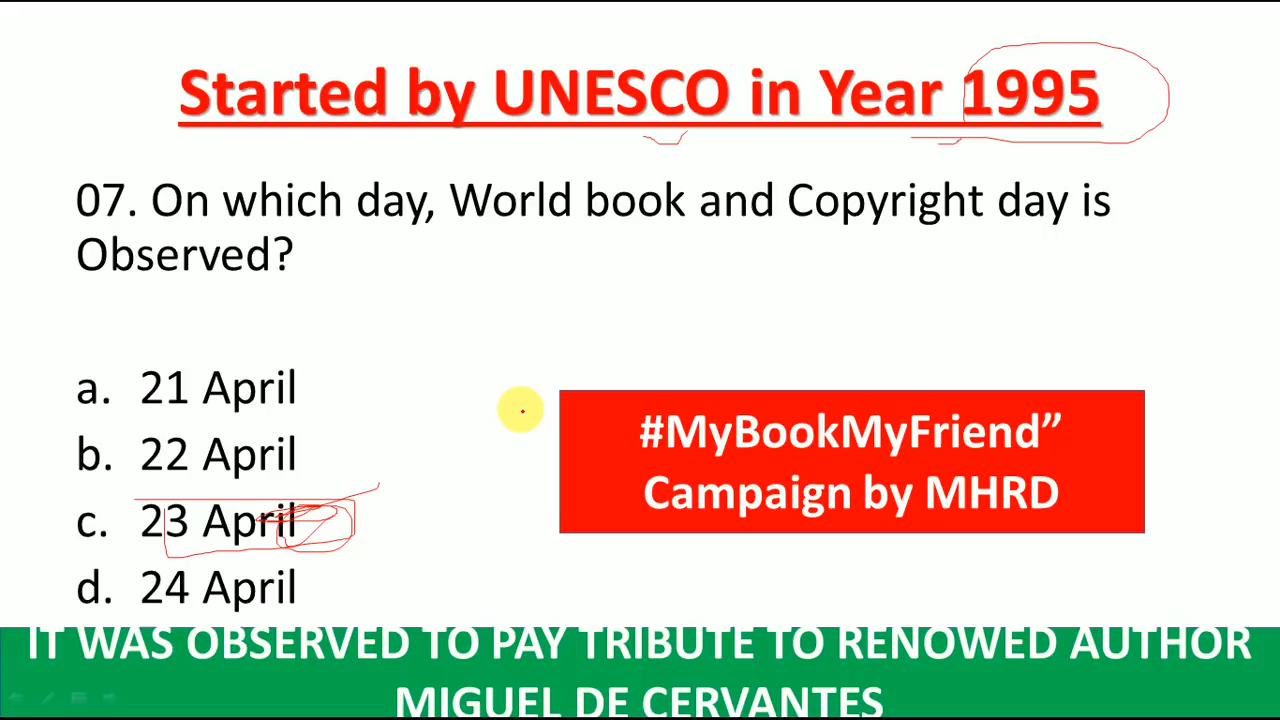 Started by UNESCO in Year 1995
07. On which day, World book and Copyright day is
Observed?
a. 21 April
b. 22 April
c. 23 April
d. 24 April
#MyBookMyFriend”
Campaign by MHRD
IT WAS OBSERVED TO PAY TRIBUTE TO RENOWED AUTHOR
MIGUEL DE CERVANTES